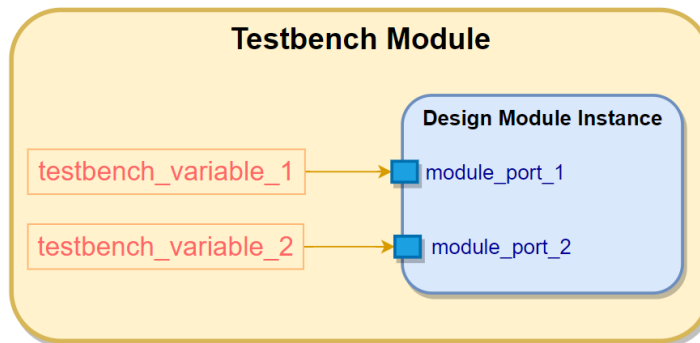 Testbench Module
Design Module Instance
testbench_variable_1
module_port_1
testbench_variable_2
module_port_2